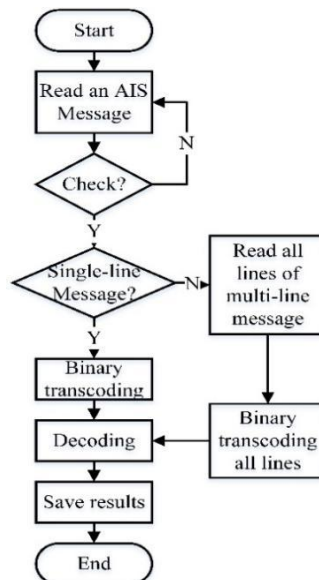 Start
Read an AIS
Message
N
Check?
Y
Single-line
Message?
N
Read all
lines of
multi-line
message
Y
Binary
transcoding
Binary
transcoding
all lines
Decoding
Save results
End